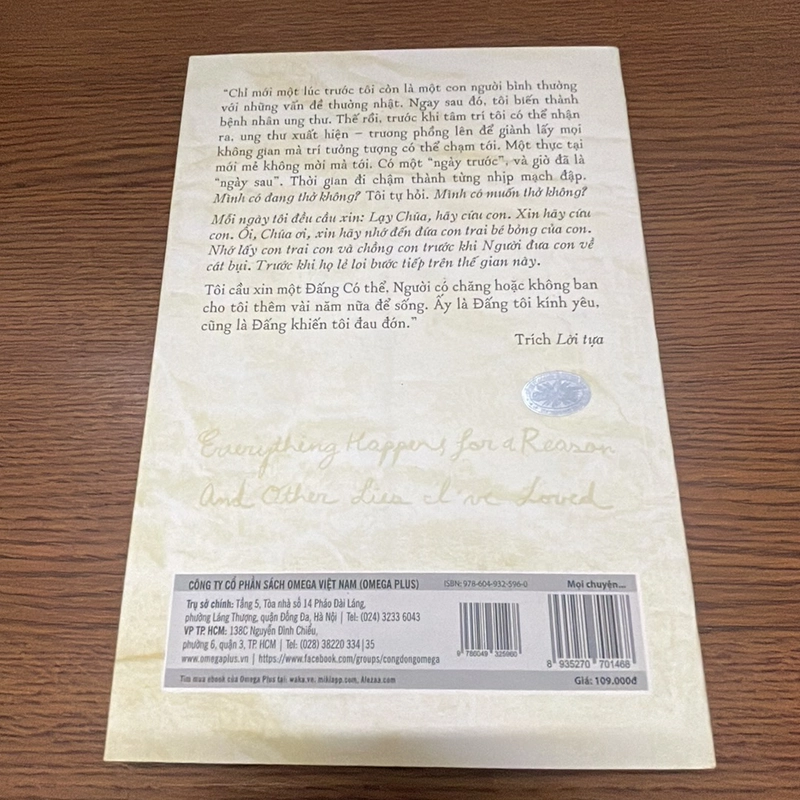 "Chỉ mới một lúc trước tôi còn là một con người bình thường
với những vấn đề thường nhật. Ngay sau đó, tôi biến thành
bệnh nhân ung thư. Thế rồi, trước khi tâm trí tôi có thể nhận
ra, ung thư xuất hiện – trương phồng lên để giành lấy mọi
không gian mà trí tưởng tượng có thể chạm tới. Một thực tại
mới mẻ không mời mà tới. Có một "ngày trước", và giờ đã là
"ngày sau". Thời gian đi chậm thành từng nhịp mạch đập.
Mình có đang thở không? Tôi tự hỏi. Mình có muốn thở không?
Mỗi ngày tôi đều cầu xin: Lạy Chúa, hãy cứu con. Xin hãy cứu
con. Ôi, Chúa ơi, xin hãy nhớ đến đứa con trai bé bỏng của con.
Nhớ lấy con trai con và chồng con trước khi Người đưa con về
cát bụi. Trước khi họ lẻ loi bước tiếp trên thế gian này.
Tôi cầu xin một Đấng Có thể, Người có chăng hoặc không ban
cho tôi thêm vài năm nữa để sống. Ấy là Đấng tôi kính yêu,
cũng là Đấng khiến tôi đau đớn."
Trích Lời tựa
Everything Happens for a Reason
And Other Lies I've Loved
CÔNG TY CỔ PHẦN SÁCH OMEGA VIỆT NAM (OMEGA PLUS)
ISBN: 978-604-932-596-0
Mọi chuyện...
Trụ sở chính: Tầng 5, Tòa nhà số 14 Pháo Đài Láng,
phường Láng Thượng, quận Đống Đa, Hà Nội | Tel: (024) 3233 6043
VP TP. HCM: 138C Nguyễn Đình Chiểu,
phường 6, quận 3, TP. HCM | Tel: (028) 38220 334 | 35
www.omegaplus.vn | https://www.facebook.com/groups/congdongomega
Tìm mua ebook của Omega Plus tại: waka.vn, miklapp.com, Alezaa.com
9 786049 325960
8 935270 701468
Giá: 109.000đ